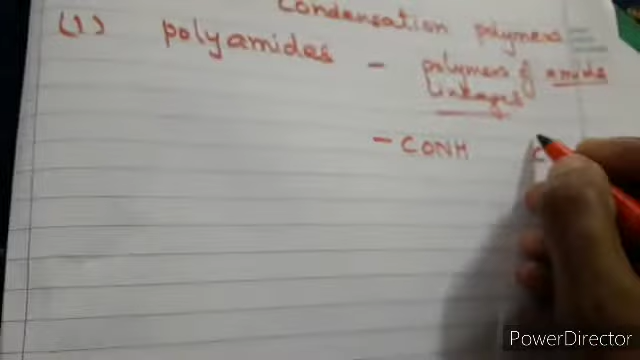 Condensation polymers
(1) polyamides - polymers of amide
linkages
- CONH C
PowerDirector